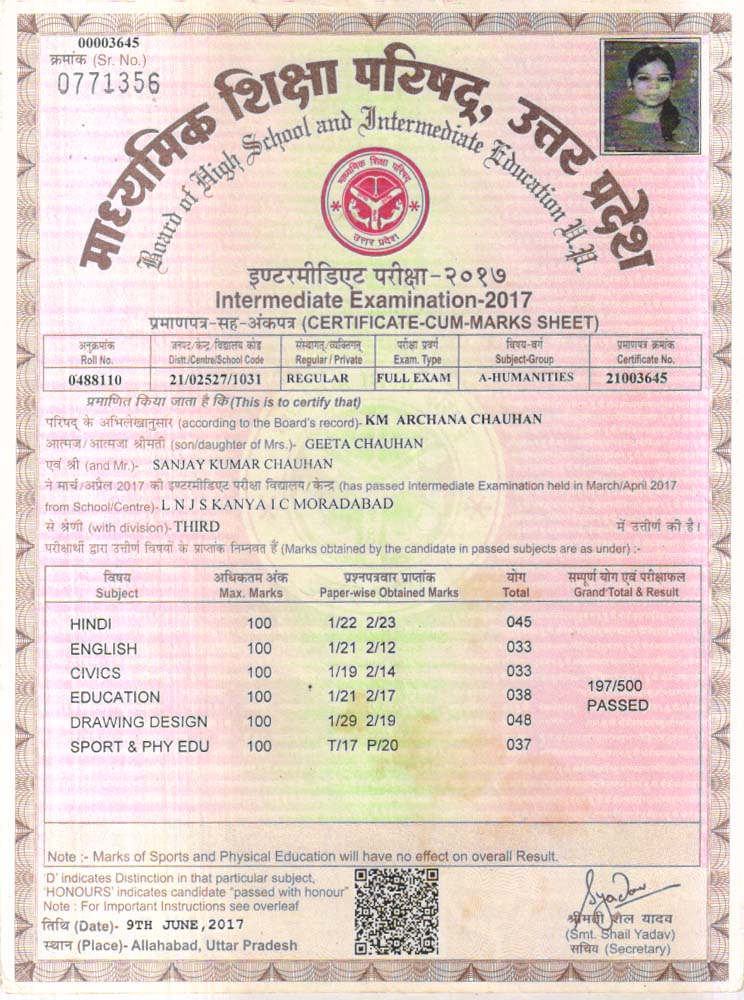 00003645
क्रमांक (Sr. No.)
0771356
माध्यमिक शिक्षा परिषद्, उत्तर प्रदेश
Board of High School and Intermediate Education U.P.
माध्यमिक शिक्षा परिषद्
उत्तर प्रदेश
इण्टरमीडिएट परीक्षा-२०१७
Intermediate Examination-2017
प्रमाणपत्र-सह-अंकपत्र (CERTIFICATE-CUM-MARKS SHEET)
अनुक्रमांक जनपद/केन्द्र/विद्यालय कोड संस्थागत/व्यक्तिगत परीक्षा प्रवर्ग विषय-वर्ग प्रमाणपत्र क्रमांक
Roll No. Distt./Centre/School Code Regular / Private Exam. Type Subject-Group Certificate No.
0488110 21/02527/1031 REGULAR FULL EXAM A-HUMANITIES 21003645
प्रमाणित किया जाता है कि (This is to certify that)
परिषद् के अभिलेखानुसार (according to the Board's record)- KM ARCHANA CHAUHAN
आत्मज/आत्मजा श्रीमती (son/daughter of Mrs.)- GEETA CHAUHAN
एवं श्री (and Mr.)- SANJAY KUMAR CHAUHAN
ने मार्च/अप्रैल 2017 की इण्टरमीडिएट परीक्षा विद्यालय/केन्द्र (has passed Intermediate Examination held in March/April 2017
from School/Centre)- L N J S KANYA I C MORADABAD
से श्रेणी (with division)- THIRD में उत्तीर्ण की है।
परीक्षार्थी द्वारा उत्तीर्ण विषयों के प्राप्तांक निम्नवत हैं (Marks obtained by the candidate in passed subjects are as under) :-
विषय अधिकतम अंक प्रश्नपत्रवार प्राप्तांक योग सम्पूर्ण योग एवं परीक्षाफल
Subject Max. Marks Paper-wise Obtained Marks Total Grand Total & Result
HINDI 100 1/22 2/23 045
ENGLISH 100 1/21 2/12 033
CIVICS 100 1/19 2/14 033
197/500
EDUCATION 100 1/21 2/17 038
PASSED
DRAWING DESIGN 100 1/29 2/19 048
SPORT & PHY EDU 100 T/17 P/20 037
Note :- Marks of Sports and Physical Education will have no effect on overall Result.
'D' indicates Distinction in that particular subject,
'HONOURS' indicates candidate "passed with honour"
Note : For Important Instructions see overleaf
तिथि (Date)- 9TH JUNE, 2017
स्थान (Place)- Allahabad, Uttar Pradesh
Syadav
श्रीमती शैल यादव
(Smt. Shail Yadav)
सचिव (Secretary)